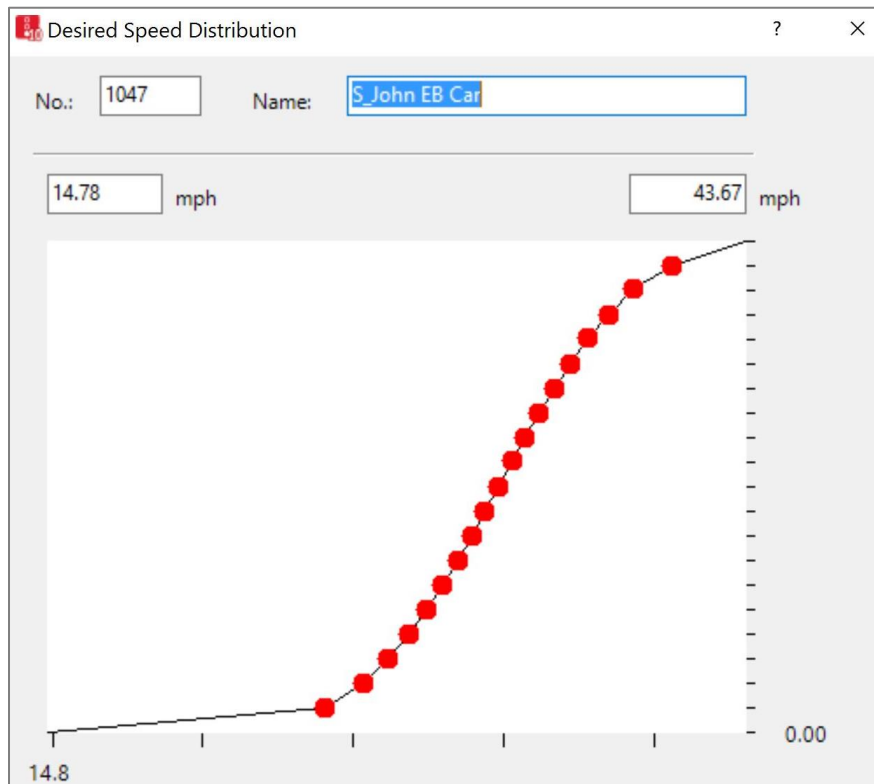 10 Desired Speed Distribution ? ×
No.: 1047 Name: S_John EB Car
14.78 mph 43.67 mph
0.00
14.8